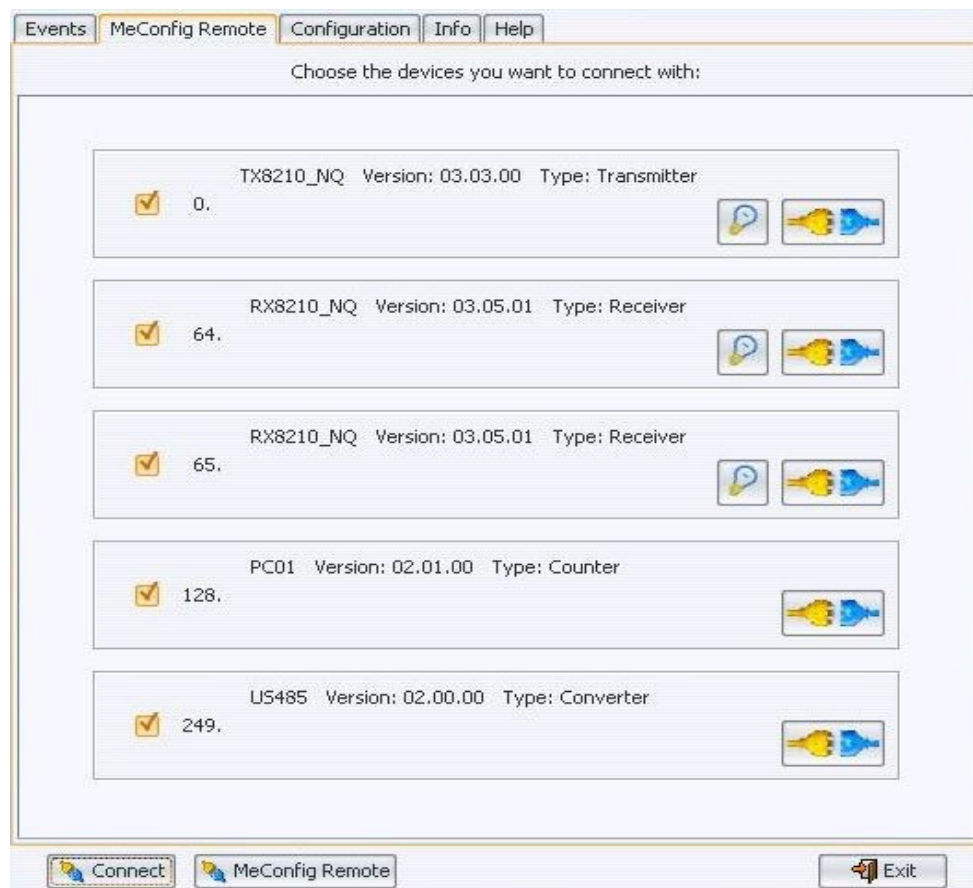 Events MeConfig Remote Configuration Info Help
Choose the devices you want to connect with:
TX8210_NQ Version: 03.03.00 Type: Transmitter
0.
RX8210_NQ Version: 03.05.01 Type: Receiver
64.
RX8210_NQ Version: 03.05.01 Type: Receiver
65.
PC01 Version: 02.01.00 Type: Counter
128.
US485 Version: 02.00.00 Type: Converter
249.
Connect MeConfig Remote Exit